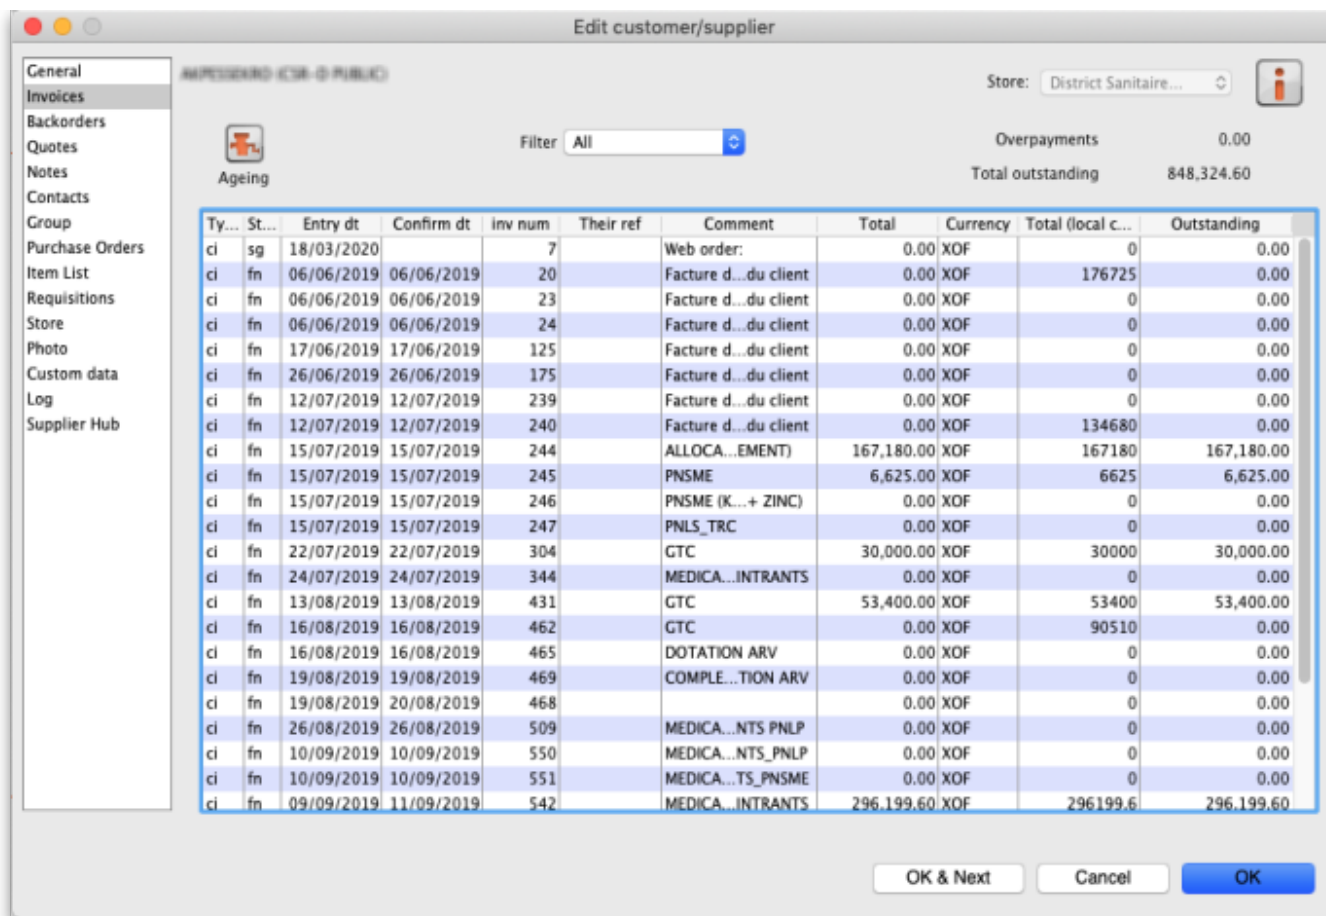 Edit customer/supplier
General
Invoices
Backorders
Quotes
Notes
Contacts
Group
Purchase Orders
Item List
Requisitions
Store
Photo
Custom data
Log
Supplier Hub
Store: District Sanitaire...
Ageing
Filter All
Overpayments 0.00
Total outstanding 848,324.60
Ty... St... Entry dt Confirm dt inv num Their ref Comment Total Currency Total (local c... Outstanding
ci sg 18/03/2020 7 Web order: 0.00 XOF 0 0.00
ci fn 06/06/2019 06/06/2019 20 Facture d...du client 0.00 XOF 176725 0.00
ci fn 06/06/2019 06/06/2019 23 Facture d...du client 0.00 XOF 0 0.00
ci fn 06/06/2019 06/06/2019 24 Facture d...du client 0.00 XOF 0 0.00
ci fn 17/06/2019 17/06/2019 125 Facture d...du client 0.00 XOF 0 0.00
ci fn 26/06/2019 26/06/2019 175 Facture d...du client 0.00 XOF 0 0.00
ci fn 12/07/2019 12/07/2019 239 Facture d...du client 0.00 XOF 0 0.00
ci fn 12/07/2019 12/07/2019 240 Facture d...du client 0.00 XOF 134680 0.00
ci fn 15/07/2019 15/07/2019 244 ALLOCA...EMENT) 167,180.00 XOF 167180 167,180.00
ci fn 15/07/2019 15/07/2019 245 PNSME 6,625.00 XOF 6625 6,625.00
ci fn 15/07/2019 15/07/2019 246 PNSME (K...+ ZINC) 0.00 XOF 0 0.00
ci fn 15/07/2019 15/07/2019 247 PNLS_TRC 0.00 XOF 0 0.00
ci fn 22/07/2019 22/07/2019 304 GTC 30,000.00 XOF 30000 30,000.00
ci fn 24/07/2019 24/07/2019 344 MEDICA...INTRANTS 0.00 XOF 0 0.00
ci fn 13/08/2019 13/08/2019 431 GTC 53,400.00 XOF 53400 53,400.00
ci fn 16/08/2019 16/08/2019 462 GTC 0.00 XOF 90510 0.00
ci fn 16/08/2019 16/08/2019 465 DOTATION ARV 0.00 XOF 0 0.00
ci fn 19/08/2019 19/08/2019 469 COMPLE...TION ARV 0.00 XOF 0 0.00
ci fn 19/08/2019 20/08/2019 468 0.00 XOF 0 0.00
ci fn 26/08/2019 26/08/2019 509 MEDICA...NTS PNLP 0.00 XOF 0 0.00
ci fn 10/09/2019 10/09/2019 550 MEDICA...NTS_PNLP 0.00 XOF 0 0.00
ci fn 10/09/2019 10/09/2019 551 MEDICA...TS_PNSME 0.00 XOF 0 0.00
ci fn 09/09/2019 11/09/2019 542 MEDICA...INTRANTS 296,199.60 XOF 296199.6 296,199.60
OK & Next
Cancel
OK